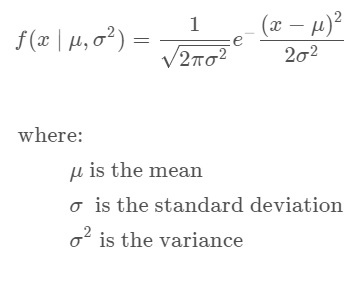 f(x | μ, σ²) = 1/√2πσ² e⁻ (x − μ)²/2σ²
where:
μ is the mean
σ is the standard deviation
σ² is the variance